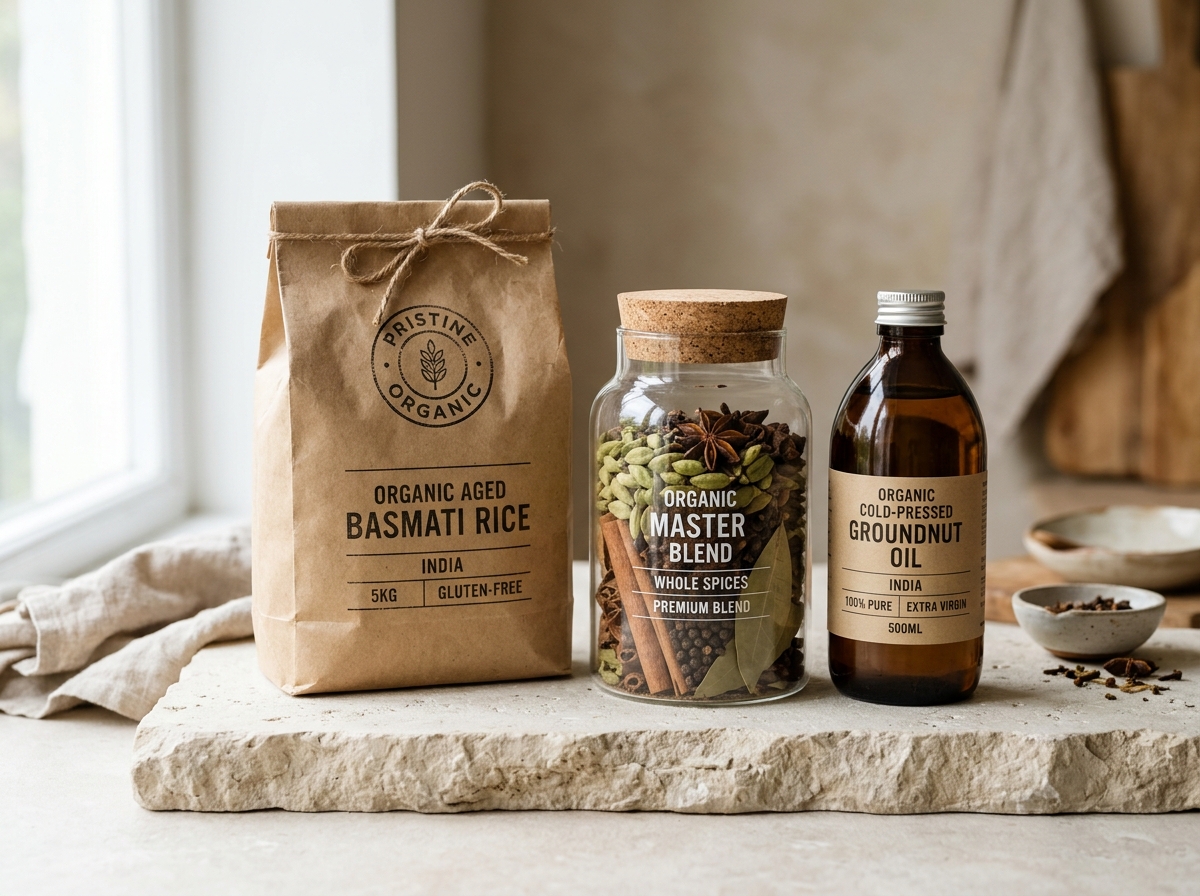 PRISTINE
ORGANIC
ORGANIC AGED
BASMATI RICE
INDIA
5KG
GLUTEN-FREE
ORGANIC
MASTER
BLEND
WHOLE SPICES
PREMIUM BLEND
ORGANIC
COLD-PRESSED
GROUNDNUT
OIL
INDIA
100% PURE
EXTRA VIRGIN
500ML